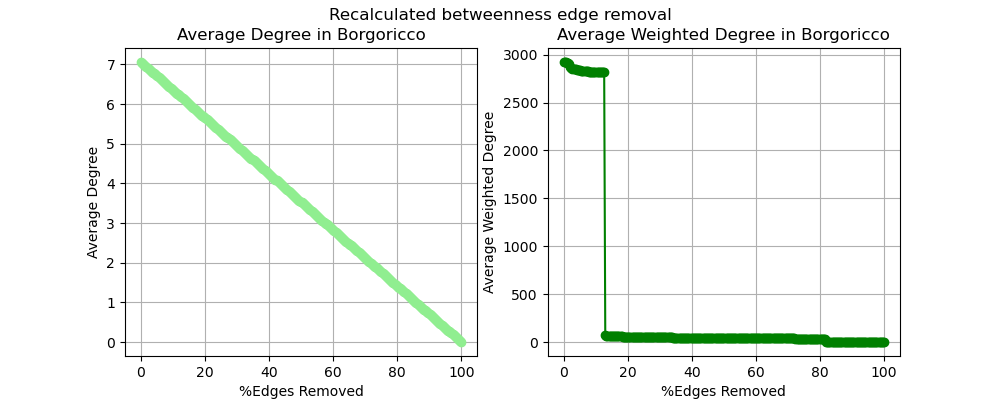 Recalculated betweenness edge removal
Average Degree in Borgoricco
Average Degree
7
6
5
4
3
2
1
0
0 20 40 60 80 100
%Edges Removed
Average Weighted Degree in Borgoricco
Average Weighted Degree
3000
2500
2000
1500
1000
500
0
0 20 40 60 80 100
%Edges Removed